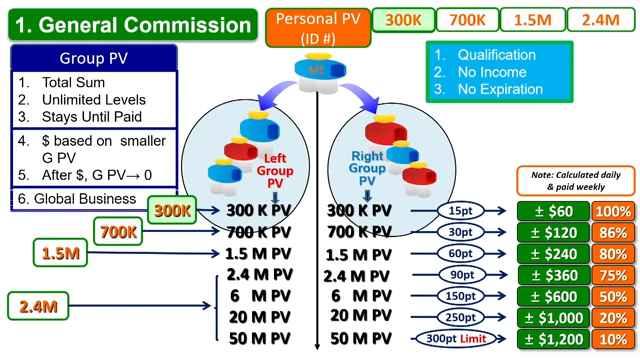 1. General Commission
Personal PV
(ID #)
300K
700K
1.5M
2.4M
Group PV
1. Total Sum
2. Unlimited Levels
3. Stays Until Paid
4. $ based on smaller
G PV
5. After $, G PV→ 0
6. Global Business
ME
1. Qualification
2. No Income
3. No Expiration
Left
Group
PV
Right
Group
PV
Note: Calculated daily
& paid weekly
300K
300 K PV
300 K PV
15pt
± $60
100%
700K
700 K PV
700 K PV
30pt
± $120
86%
1.5M
1.5 M PV
1.5 M PV
60pt
± $240
80%
2.4 M PV
2.4 M PV
90pt
± $360
75%
2.4M
6 M PV
6 M PV
150pt
± $600
50%
20 M PV
20 M PV
250pt
± $1,000
20%
50 M PV
50 M PV
300pt Limit
± $1,200
10%